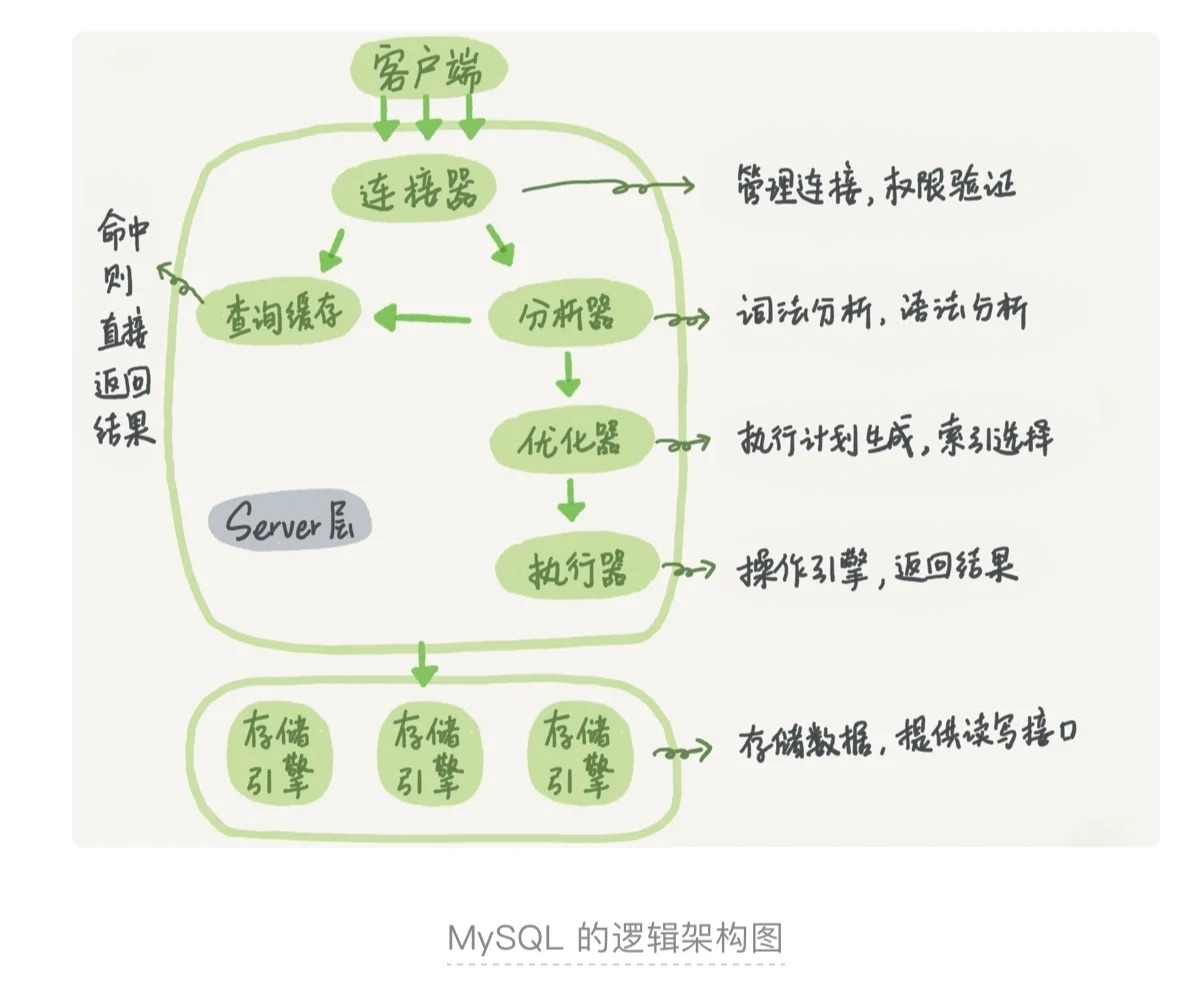 客户端
连接器
管理连接,权限验证
命中
则
直接
返回
结果
查询缓存
分析器
词法分析,语法分析
优化器
执行计划生成,索引选择
Server层
执行器
操作引擎,返回结果
存储
引擎
存储
引擎
存储
引擎
存储数据,提供读写接口
MySQL 的逻辑架构图